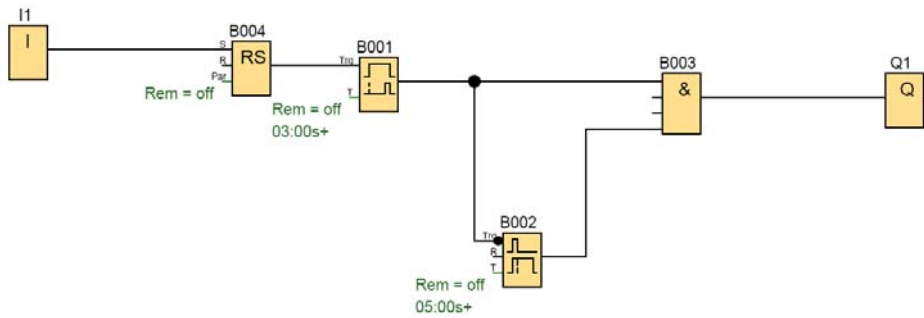 I1
I
B004
S
R
Par
RS
Rem = off
B001
Trg
T
Rem = off
03:00s+
B003
&
Q1
Q
B002
Trg
R
T
Rem = off
05:00s+